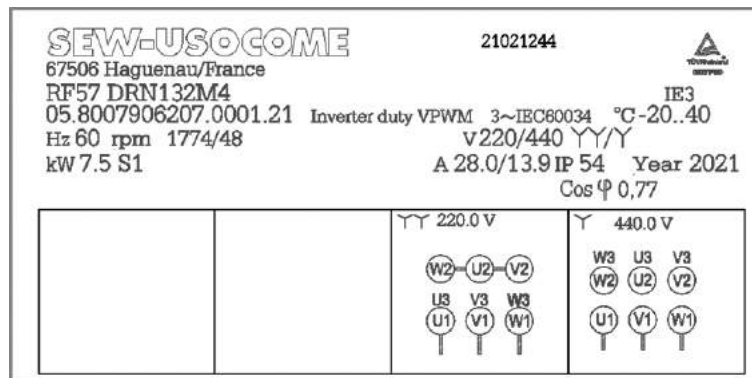 SEW-USOCOME 21021244
67506 Haguenau/France
RF57 DRN132M4 IE3
05.8007906207.0001.21 Inverter duty VPWM 3~IEC60034 °C -20..40
Hz 60 rpm 1774/48 V 220/440 YY/Y
kW 7.5 S1 A 28.0/13.9 IP 54 Year 2021
Cos φ 0,77
YY 220.0 V Y 440.0 V
W3 U3 V3
W2 U2 V2 W2 U2 V2
U3 V3 W3
U1 V1 W1 U1 V1 W1